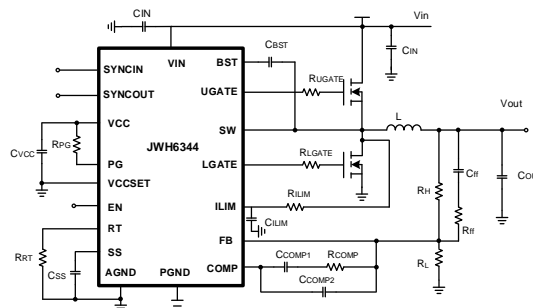 CIN
Vin
VIN
CBST
CIN
SYNCIN
BST
RUGATE
SYNCOUT
UGATE
L
Vout
VCC
SW
CVCC
RPG
JWH6344
RLGATE
PG
LGATE
Cff
RH
VCCSET
RILIM
EN
ILIM
CILIM
Rff
RT
FB
RRT
SS
CCOMP1
RCOMP
RL
CSS
COMP
CCOMP2
AGND
PGND